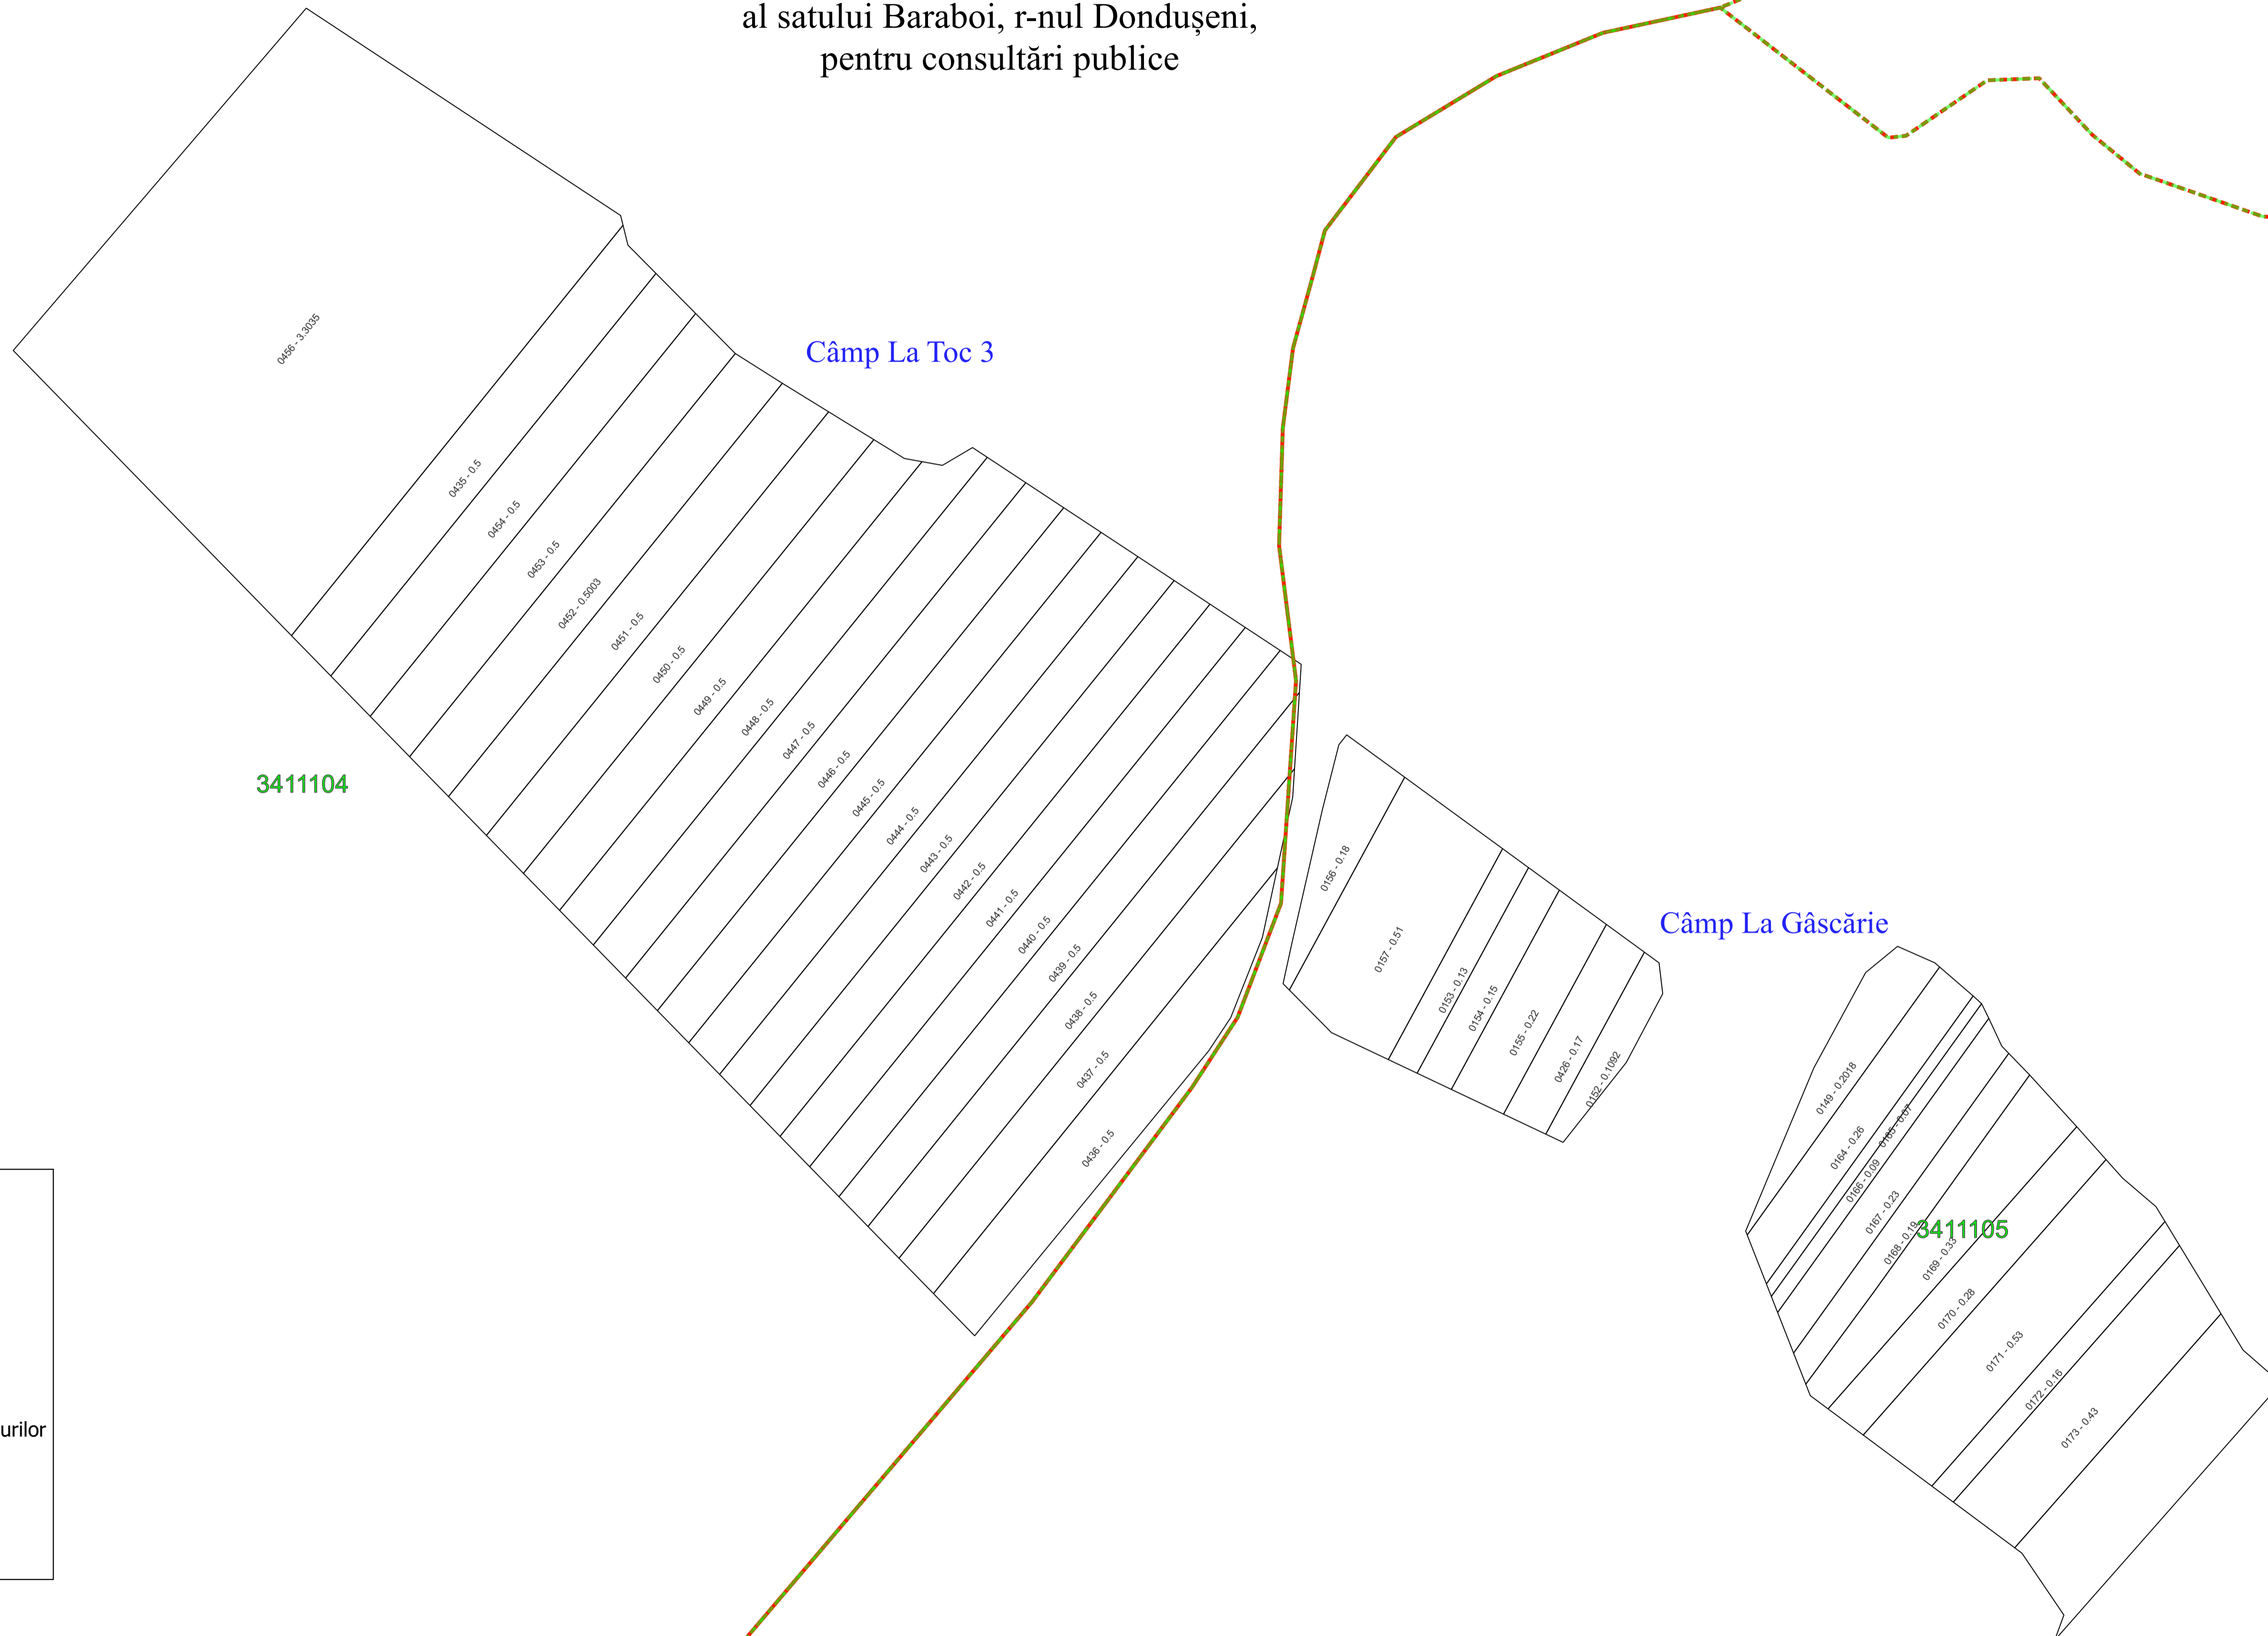 al satului Baraboi, r-nul Dondușeni,
pentru consultări publice
0456 - 3.3035
Câmp La Toc 3
0435 - 0.5
0454 - 0.5
0453 - 0.5
0452 - 0.5003
0451 - 0.5
0450 - 0.5
0449 - 0.5
0448 - 0.5
0447 - 0.5
0446 - 0.5
0445 - 0.5
0444 - 0.5
0443 - 0.5
0442 - 0.5
0441 - 0.5
0440 - 0.5
0439 - 0.5
0438 - 0.5
0437 - 0.5
0436 - 0.5
3411104
0156 - 0.18
0157 - 0.51
0153 - 0.13
0154 - 0.15
0155 - 0.22
0426 - 0.17
0152 - 0.1092
Câmp La Gâscărie
0149 - 0.2018
0164 - 0.26
0165 - 0.07
0166 - 0.09
0167 - 0.23
0168 - 0.19
3411105
0169 - 0.33
0170 - 0.28
0171 - 0.53
0172 - 0.16
0173 - 0.43
urilor